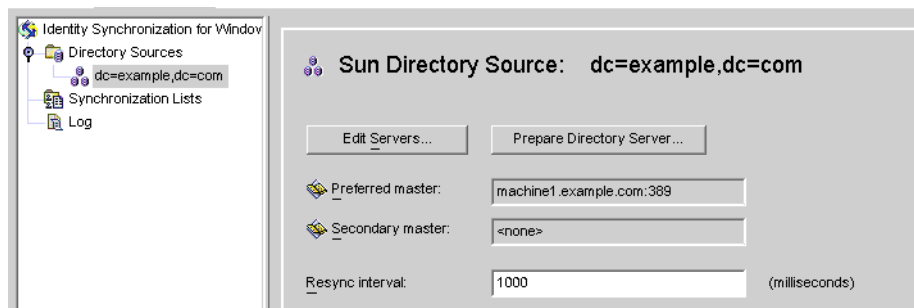 Identity Synchronization for Window
Directory Sources
dc=example,dc=com
Synchronization Lists
Log
Sun Directory Source: dc=example,dc=com
Edit Servers...
Prepare Directory Server...
Preferred master:
machine1.example.com:389
Secondary master:
<none>
Resync interval:
1000
(milliseconds)